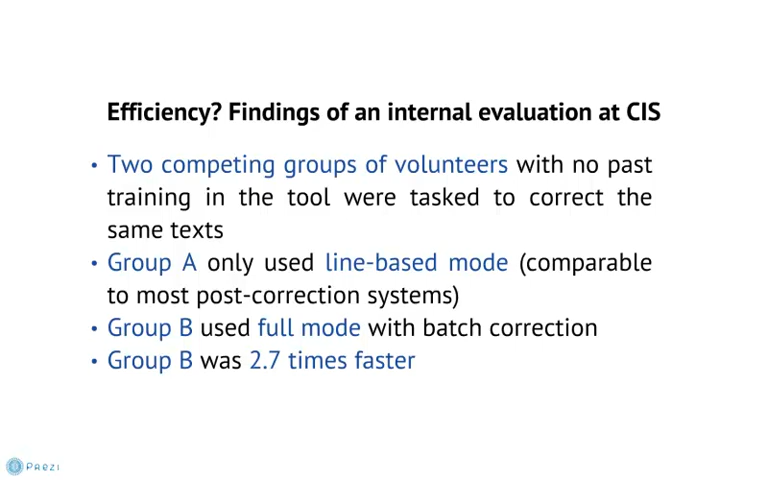 Efficiency? Findings of an internal evaluation at CIS
• Two competing groups of volunteers with no past
training in the tool were tasked to correct the
same texts
• Group A only used line-based mode (comparable
to most post-correction systems)
• Group B used full mode with batch correction
• Group B was 2.7 times faster
Prezi